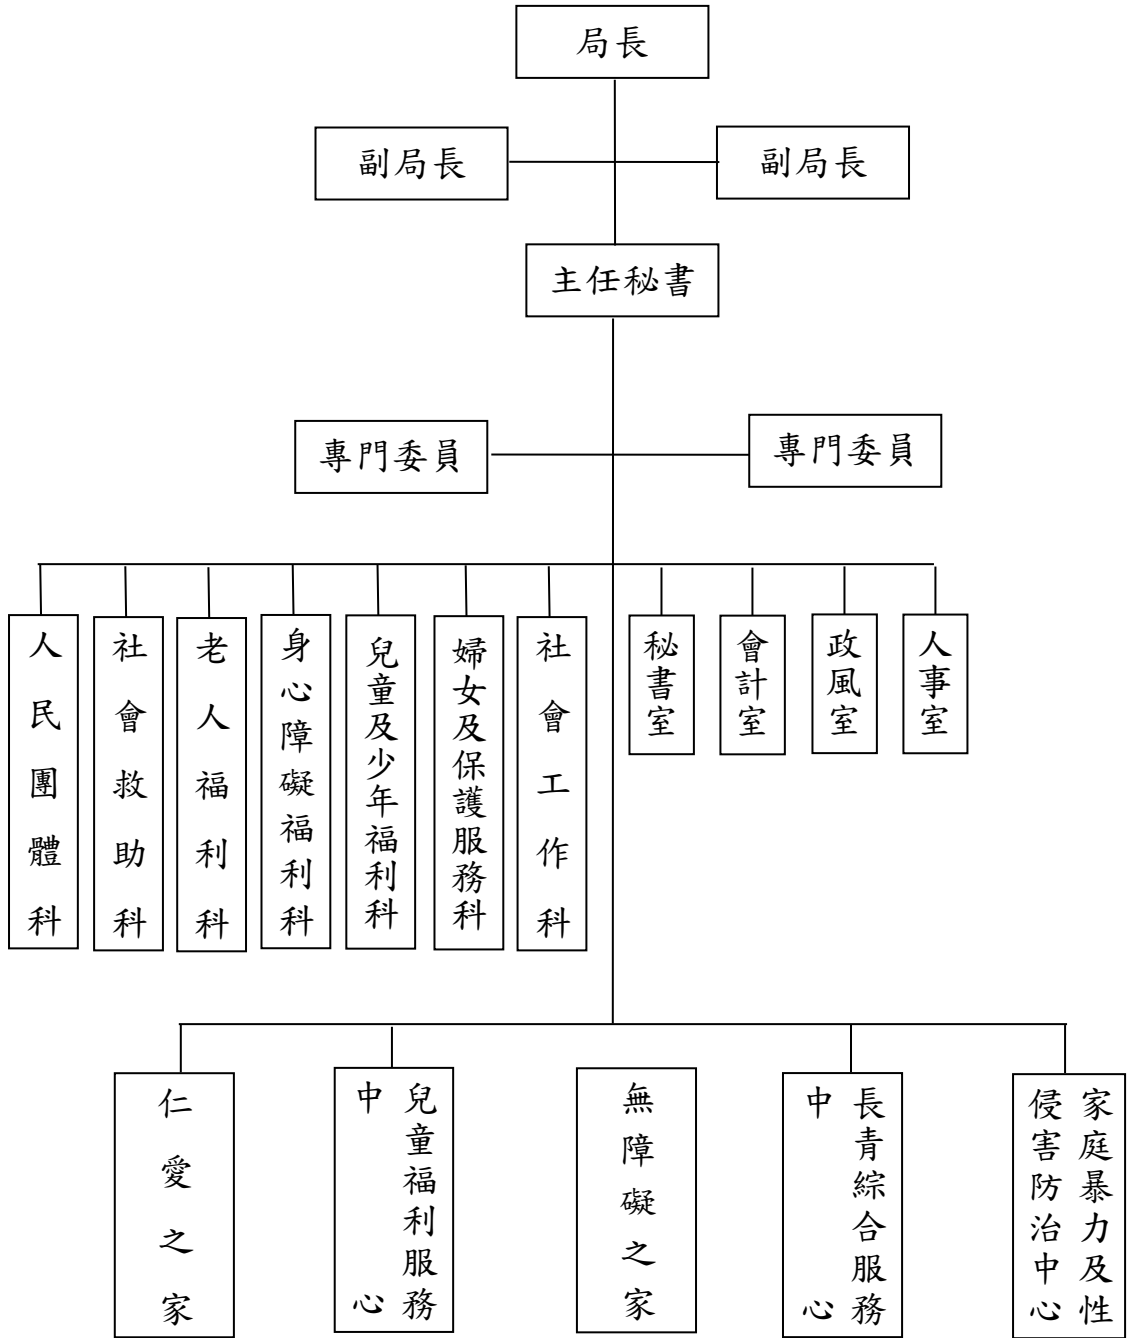 局長
副局長
副局長
主任秘書
專門委員
專門委員
人民團體科
社會救助科
老人福利科
身心障礙福利科
兒童及少年福利科
婦女及保護服務科
社會工作科
秘書室
會計室
政風室
人事室
仁愛之家
兒童福利服務
中心
無障礙之家
長青綜合服務
中心
家庭暴力及性
侵害防治中心